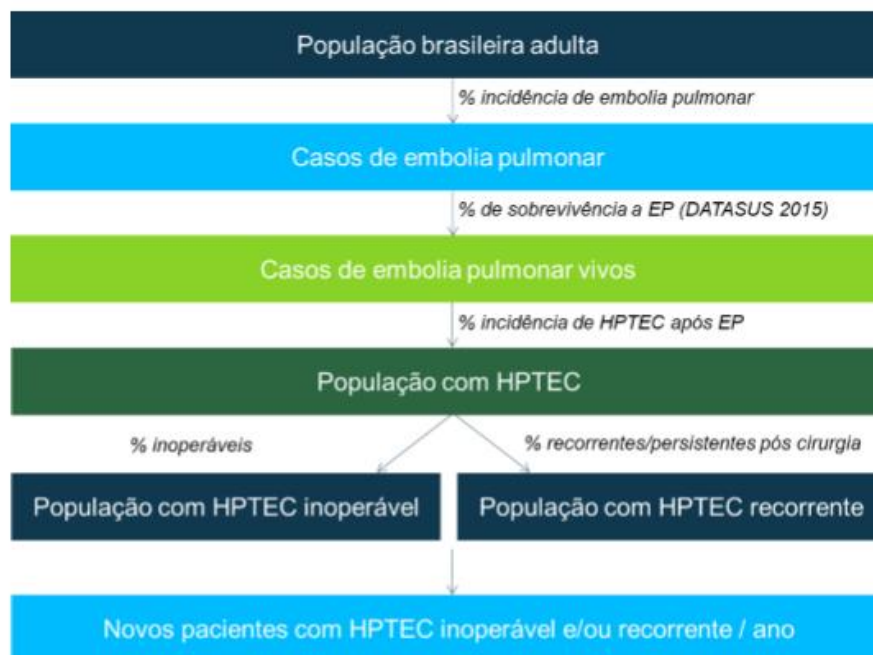 População brasileira adulta
% incidência de embolia pulmonar
Casos de embolia pulmonar
% de sobrevivência a EP (DATASUS 2015)
Casos de embolia pulmonar vivos
% incidência de HPTEC após EP
População com HPTEC
% inoperáveis
% recorrentes/persistentes pós cirurgia
População com HPTEC inoperável
População com HPTEC recorrente
Novos pacientes com HPTEC inoperável e/ou recorrente / ano